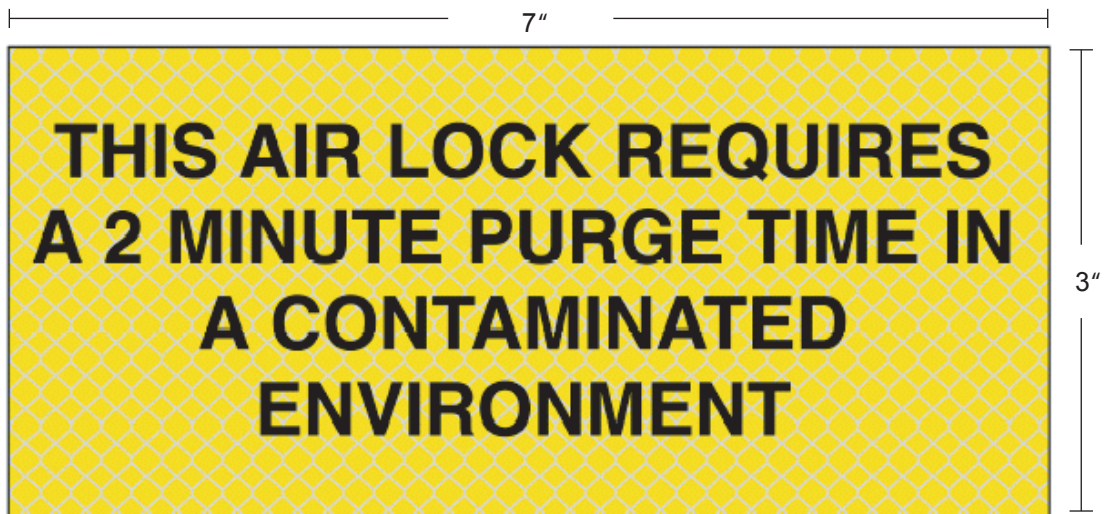 7“
THIS AIR LOCK REQUIRES
A 2 MINUTE PURGE TIME IN
A CONTAMINATED
ENVIRONMENT
3“